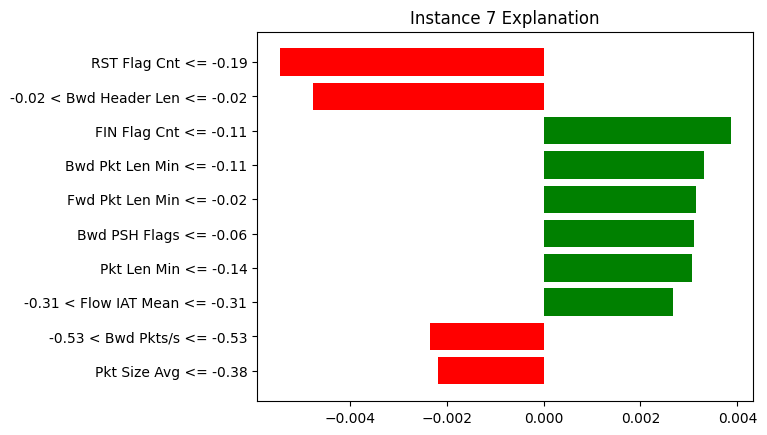 Instance 7 Explanation
RST Flag Cnt <= -0.19
-0.02 < Bwd Header Len <= -0.02
FIN Flag Cnt <= -0.11
Bwd Pkt Len Min <= -0.11
Fwd Pkt Len Min <= -0.02
Bwd PSH Flags <= -0.06
Pkt Len Min <= -0.14
-0.31 < Flow IAT Mean <= -0.31
-0.53 < Bwd Pkts/s <= -0.53
Pkt Size Avg <= -0.38
−0.004 −0.002 0.000 0.002 0.004